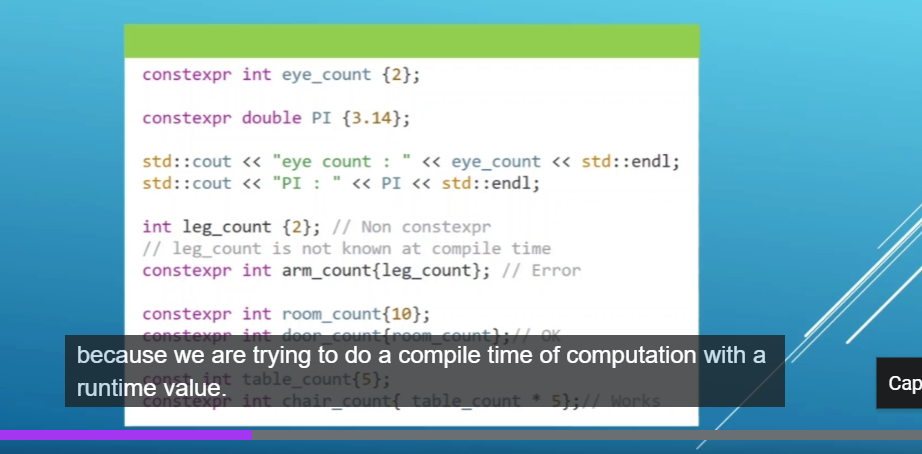 constexpr int eye_count {2};
constexpr double PI {3.14};
std::cout << "eye count : " << eye_count << std::endl;
std::cout << "PI : " << PI << std::endl;
int leg_count {2}; // Non constexpr
// leg_count is not known at compile time
constexpr int arm_count{leg_count}; // Error
constexpr int room_count{10};
constexpr int door_count{room_count};// OK
because we are trying to do a compile time of computation with a
const int table_count{5};
runtime value.
constexpr int chair_count{ table_count * 5};// Works
Cap